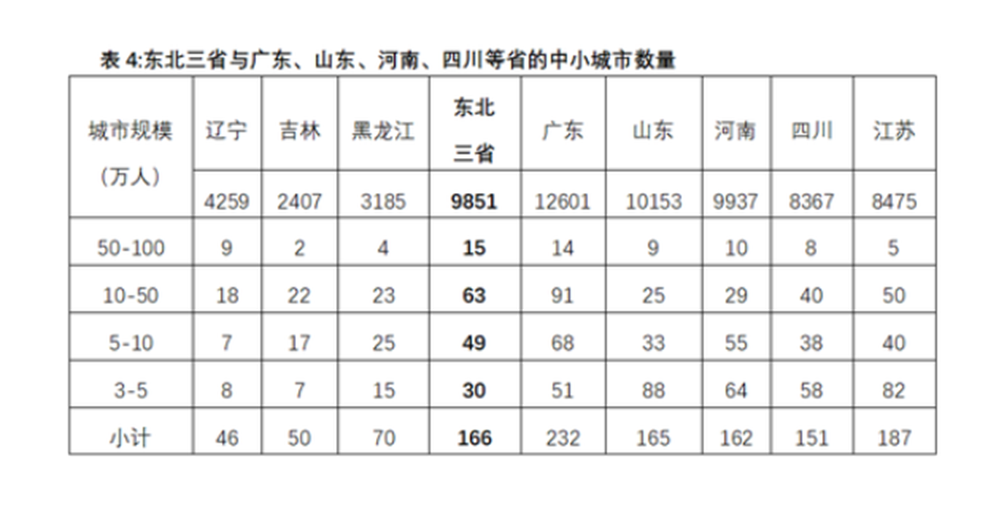 表 4:东北三省与广东、山东、河南、四川等省的中小城市数量
城市规模（万人） 辽宁 吉林 黑龙江 东北三省 广东 山东 河南 四川 江苏
4259 2407 3185 9851 12601 10153 9937 8367 8475
50-100 9 2 4 15 14 9 10 8 5
10-50 18 22 23 63 91 25 29 40 50
5-10 7 17 25 49 68 33 55 38 40
3-5 8 7 15 30 51 88 64 58 82
小计 46 50 70 166 232 165 162 151 187